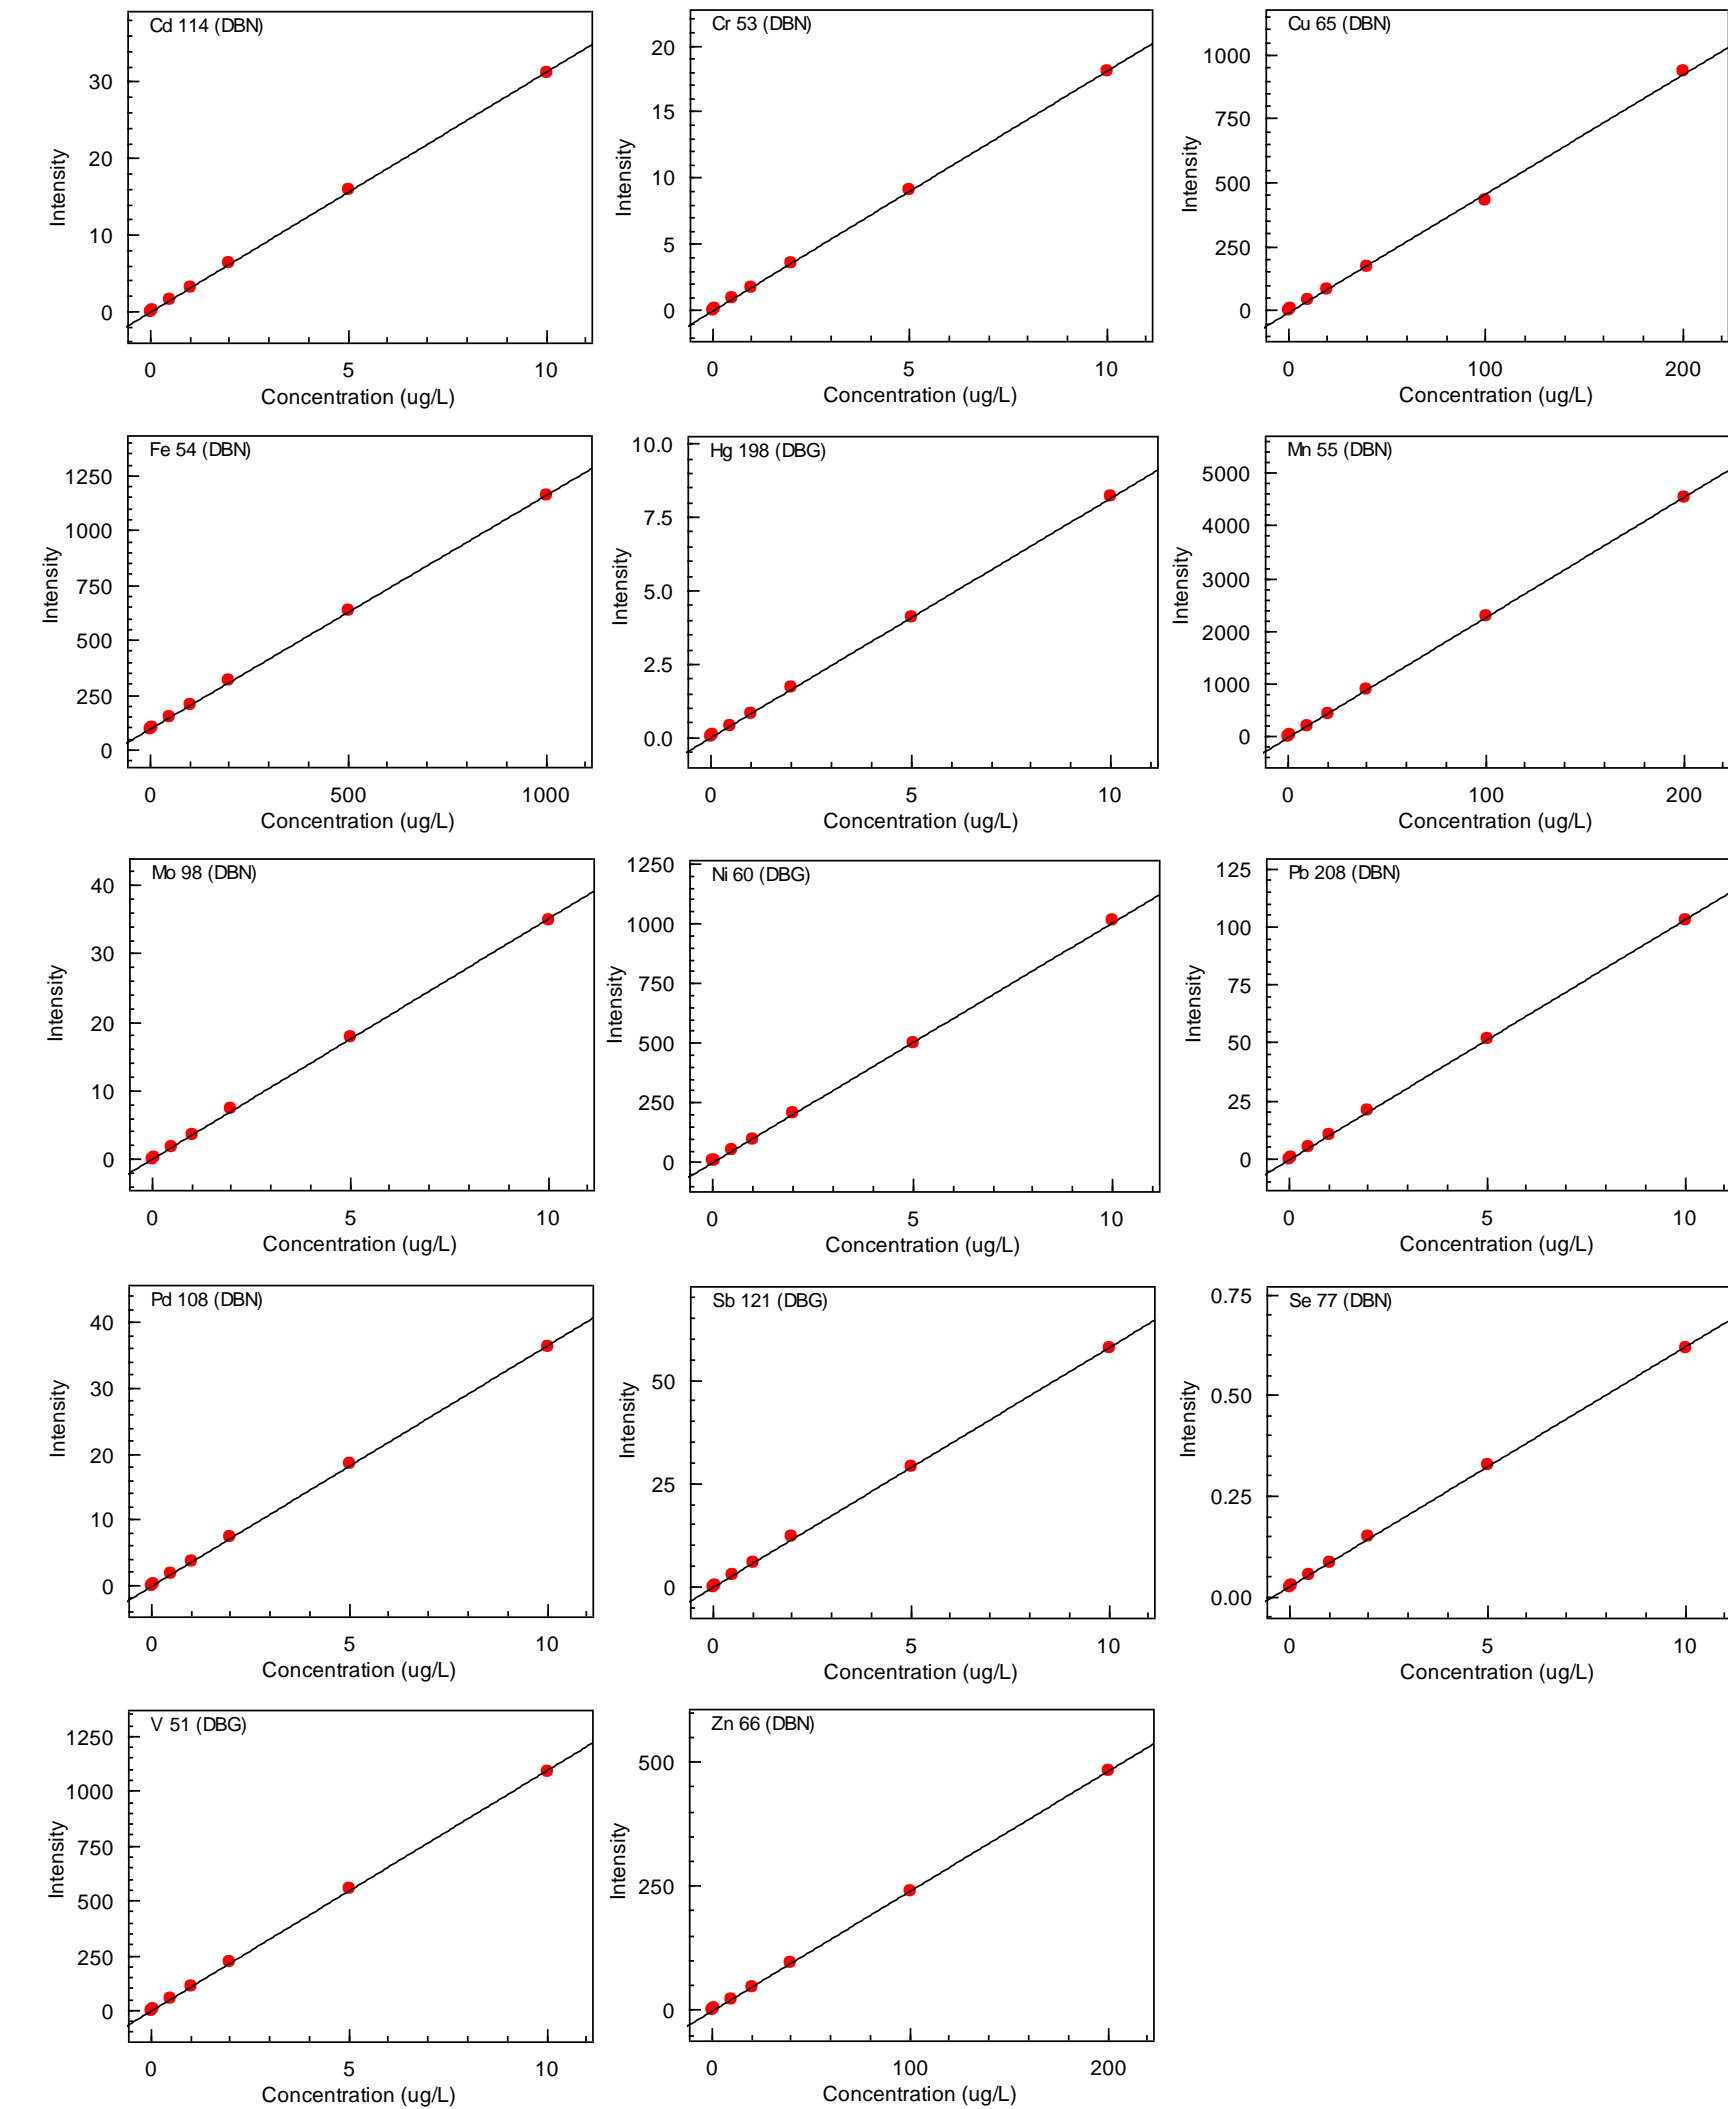 Cd 114 (DBN)
30
20
10
0
Intensity
0 5 10
Concentration (ug/L)
Cr 53 (DBN)
20
15
10
5
0
Intensity
0 5 10
Concentration (ug/L)
Cu 65 (DBN)
1000
750
500
250
0
Intensity
0 100 200
Concentration (ug/L)
Fe 54 (DBN)
1250
1000
750
500
250
0
Intensity
0 500 1000
Concentration (ug/L)
Hg 198 (DBG)
10.0
7.5
5.0
2.5
0.0
Intensity
0 5 10
Concentration (ug/L)
Mn 55 (DBN)
5000
4000
3000
2000
1000
0
Intensity
0 100 200
Concentration (ug/L)
Mo 98 (DBN)
40
30
20
10
0
Intensity
0 5 10
Concentration (ug/L)
Ni 60 (DBG)
1250
1000
750
500
250
0
Intensity
0 5 10
Concentration (ug/L)
Pb 208 (DBN)
125
100
75
50
25
0
Intensity
0 5 10
Concentration (ug/L)
Pd 108 (DBN)
40
30
20
10
0
Intensity
0 5 10
Concentration (ug/L)
Sb 121 (DBG)
50
25
0
Intensity
0 5 10
Concentration (ug/L)
Se 77 (DBN)
0.75
0.50
0.25
0.00
Intensity
0 5 10
Concentration (ug/L)
V 51 (DBG)
1250
1000
750
500
250
0
Intensity
0 5 10
Concentration (ug/L)
Zn 66 (DBN)
500
250
0
Intensity
0 100 200
Concentration (ug/L)